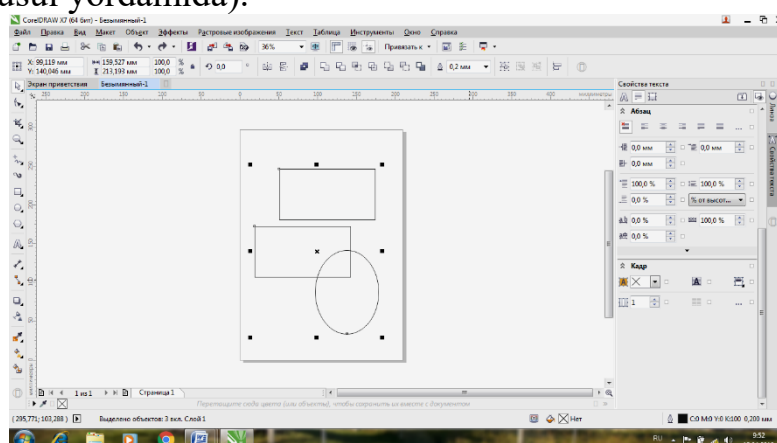 usul yordamida).
CorelDRAW X7 (64 бит) - Безымянный-1
Файл Правка Вид Макет Объект Эффекты Растровые изображения Текст Таблица Инструменты Окно Справка
36% Привязать к
X: 99,119 мм 159,527 мм 100,0 % 0,0 ° 0,2 мм
Y: 140,046 мм 213,193 мм 100,0 %
Экран приветствия Безымянный-1
Свойства текста
Абзац
0,0 мм 0,0 мм
0,0 мм
100,0 % 100,0 %
0,0 % % от высот...
0,0 % 100,0 %
0,0 %
Кадр
1
Линза
Свойства текста
1 из 1 Страница 1
Перетащите сюда цвета (или объекты), чтобы сохранить их вместе с документом
(295,771; 103,288) Выделено объектов: 3 вкл. Слой 1 Нет C:0 M:0 Y:0 K:100 0,200 мм
RU 9:52